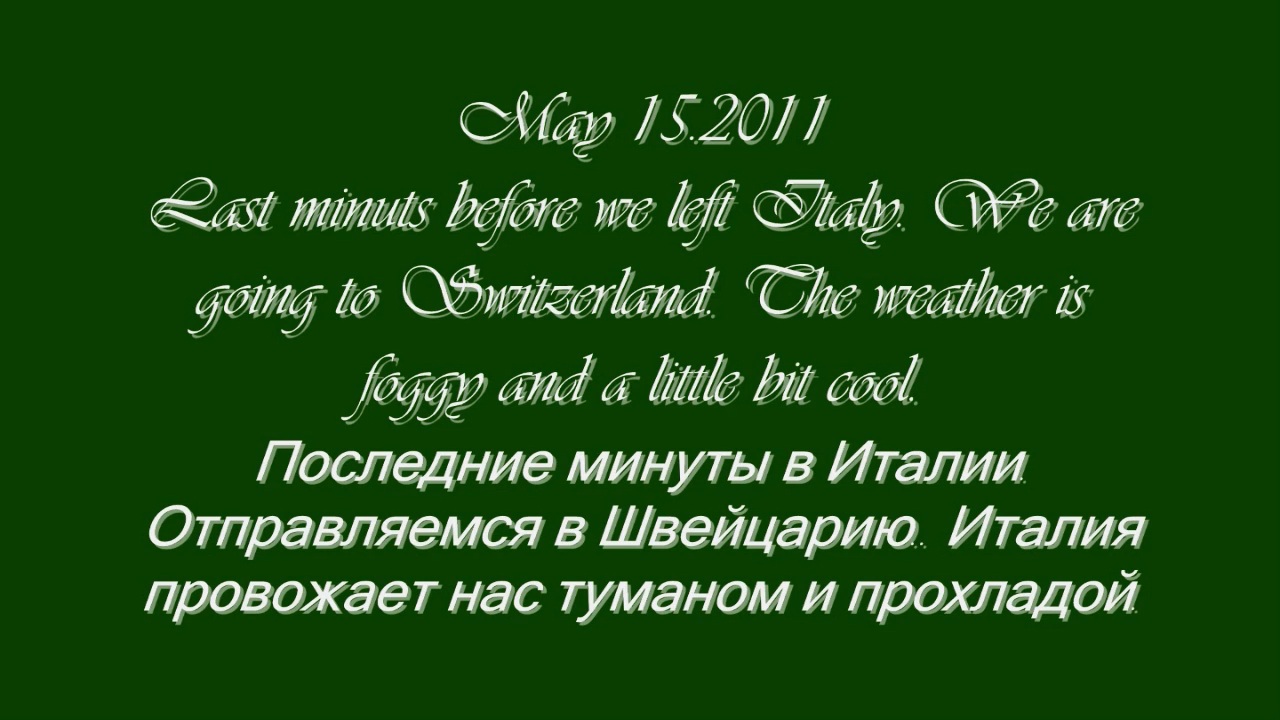 May 15.2011
Last minuts before we left Italy. We are
going to Switzerland. The weather is
foggy and a little bit cool.
Последние минуты в Италии.
Отправляемся в Швейцарию.. Италия
провожает нас туманом и прохладой.